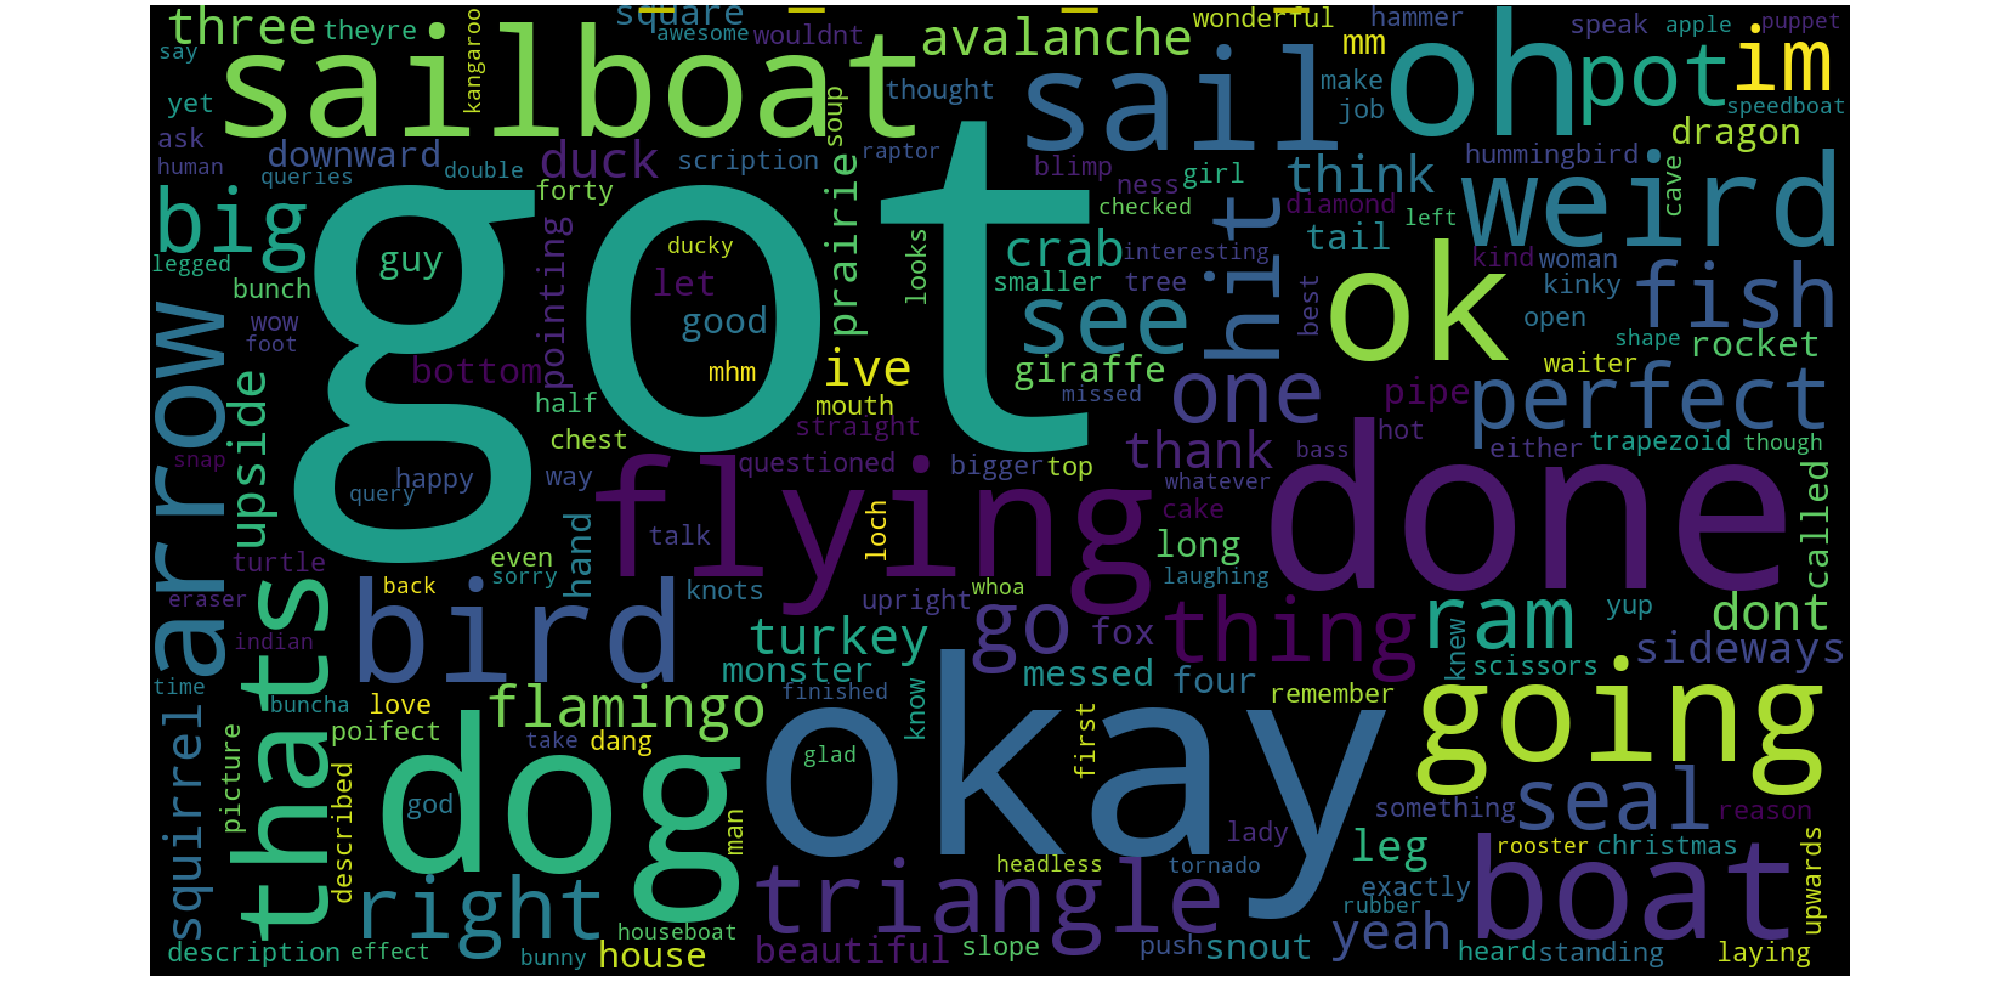 three
theyre
square
awesome
wouldnt
wonderful
hammer
speak
apple
puppet
say
kangaroo
sailboat
avalanche
sail
mm
oh
pot
im
yet
thought
make
job
speedboat
ask
soup
dragon
human
downward
duck
scription
raptor
blimp
think
hummingbird
queries
double
prairie
ness
girl
cave
big
forty
got
checked
diamond
left
weird
legged
guy
ducky
looks
crab
interesting
hit
tail
kind
woman
bunch
pointing
let
smaller
tree
best
ok
kinky
fish
arrow
wow
good
see
open
foot
shape
rocket
upside
bottom
mhm
ive
giraffe
waiter
half
mouth
missed
one
pipe
perfect
chest
straight
thank
hot
snap
questioned
bigger
top
bass
either
trapezoid
though
query
happy
way
flying
whatever
done
called
hand
talk
loch
cake
long
turtle
even
thats
back
sorry
knots
whoa
laughing
eraser
bird
upright
go
fox
thing
ram
yup
dont
indian
turkey
knew
sideways
monster
messed
four
scissors
time
buncha
love
flamingo
finished
know
remember
going
squirrel
picture
poifect
take
dang
first
dog
okay
described
god
glad
man
something
seal
reason
lady
leg
rooster
christmas
upwards
right
triangle
headless
tornado
exactly
boat
rubber
yeah
description
effect
bunny
houseboat
house
beautiful
slope
push
snout
heard
standing
laying